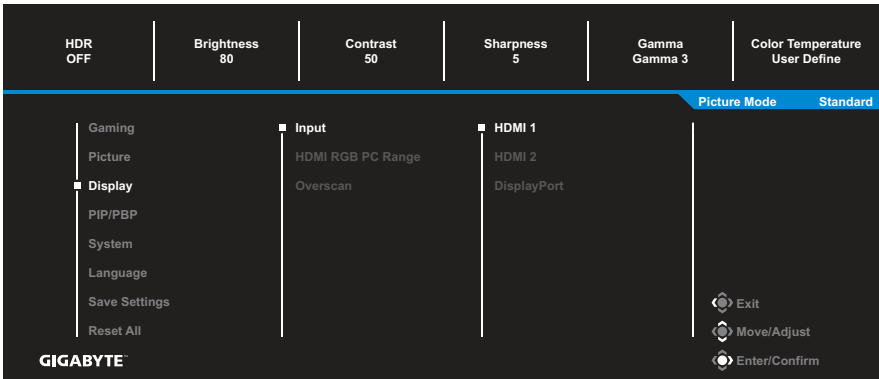 HDR Brightness Contrast Sharpness Gamma Color Temperature
OFF 80 50 5 Gamma 3 User Define
Picture Mode Standard
Gaming Input HDMI 1
Picture HDMI RGB PC Range HDMI 2
Display Overscan DisplayPort
PIP/PBP
System
Language
Save Settings
Exit
Reset All
Move/Adjust
GIGABYTE™
Enter/Confirm